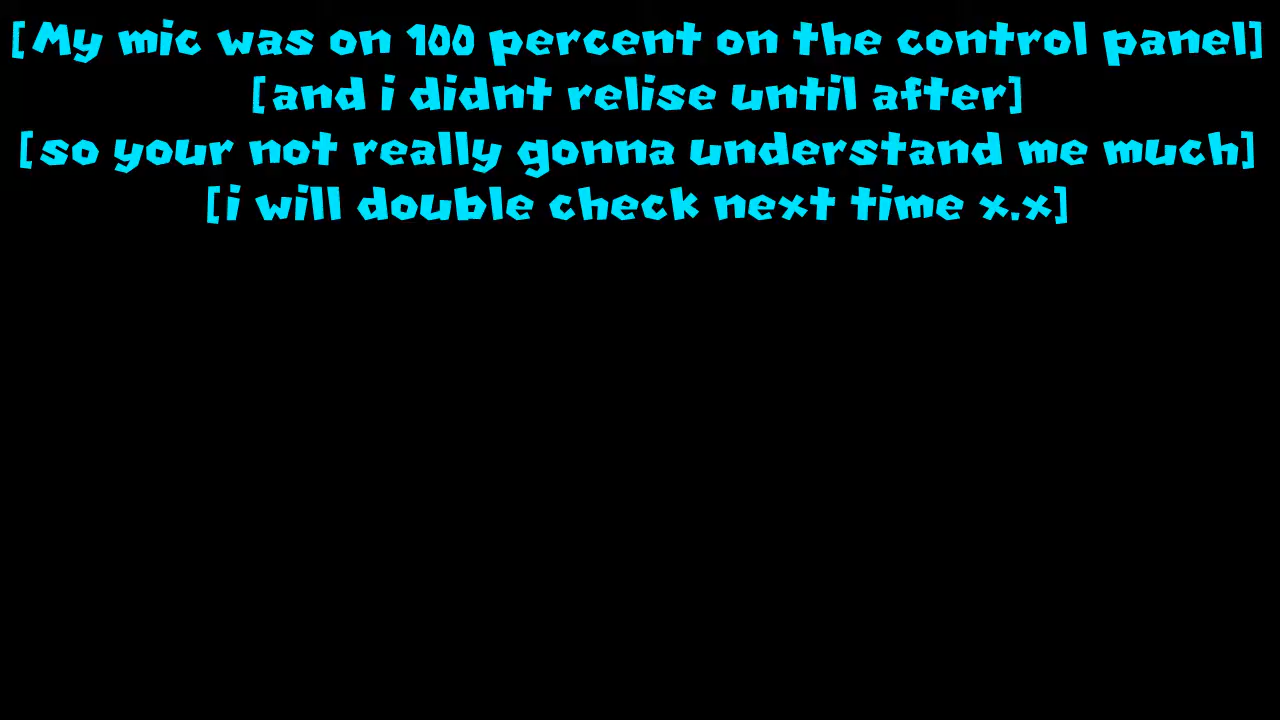 [My mic was on 100 percent on the control panel]
[and i didnt relise until after]
[so your not really gonna understand me much]
[i will double check next time x.x]